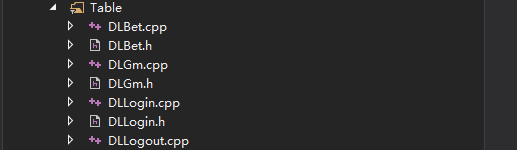 Table
DLBet.cpp
DLBet.h
DLGm.cpp
DLGm.h
DLLogin.cpp
DLLogin.h
DLLogout.cpp